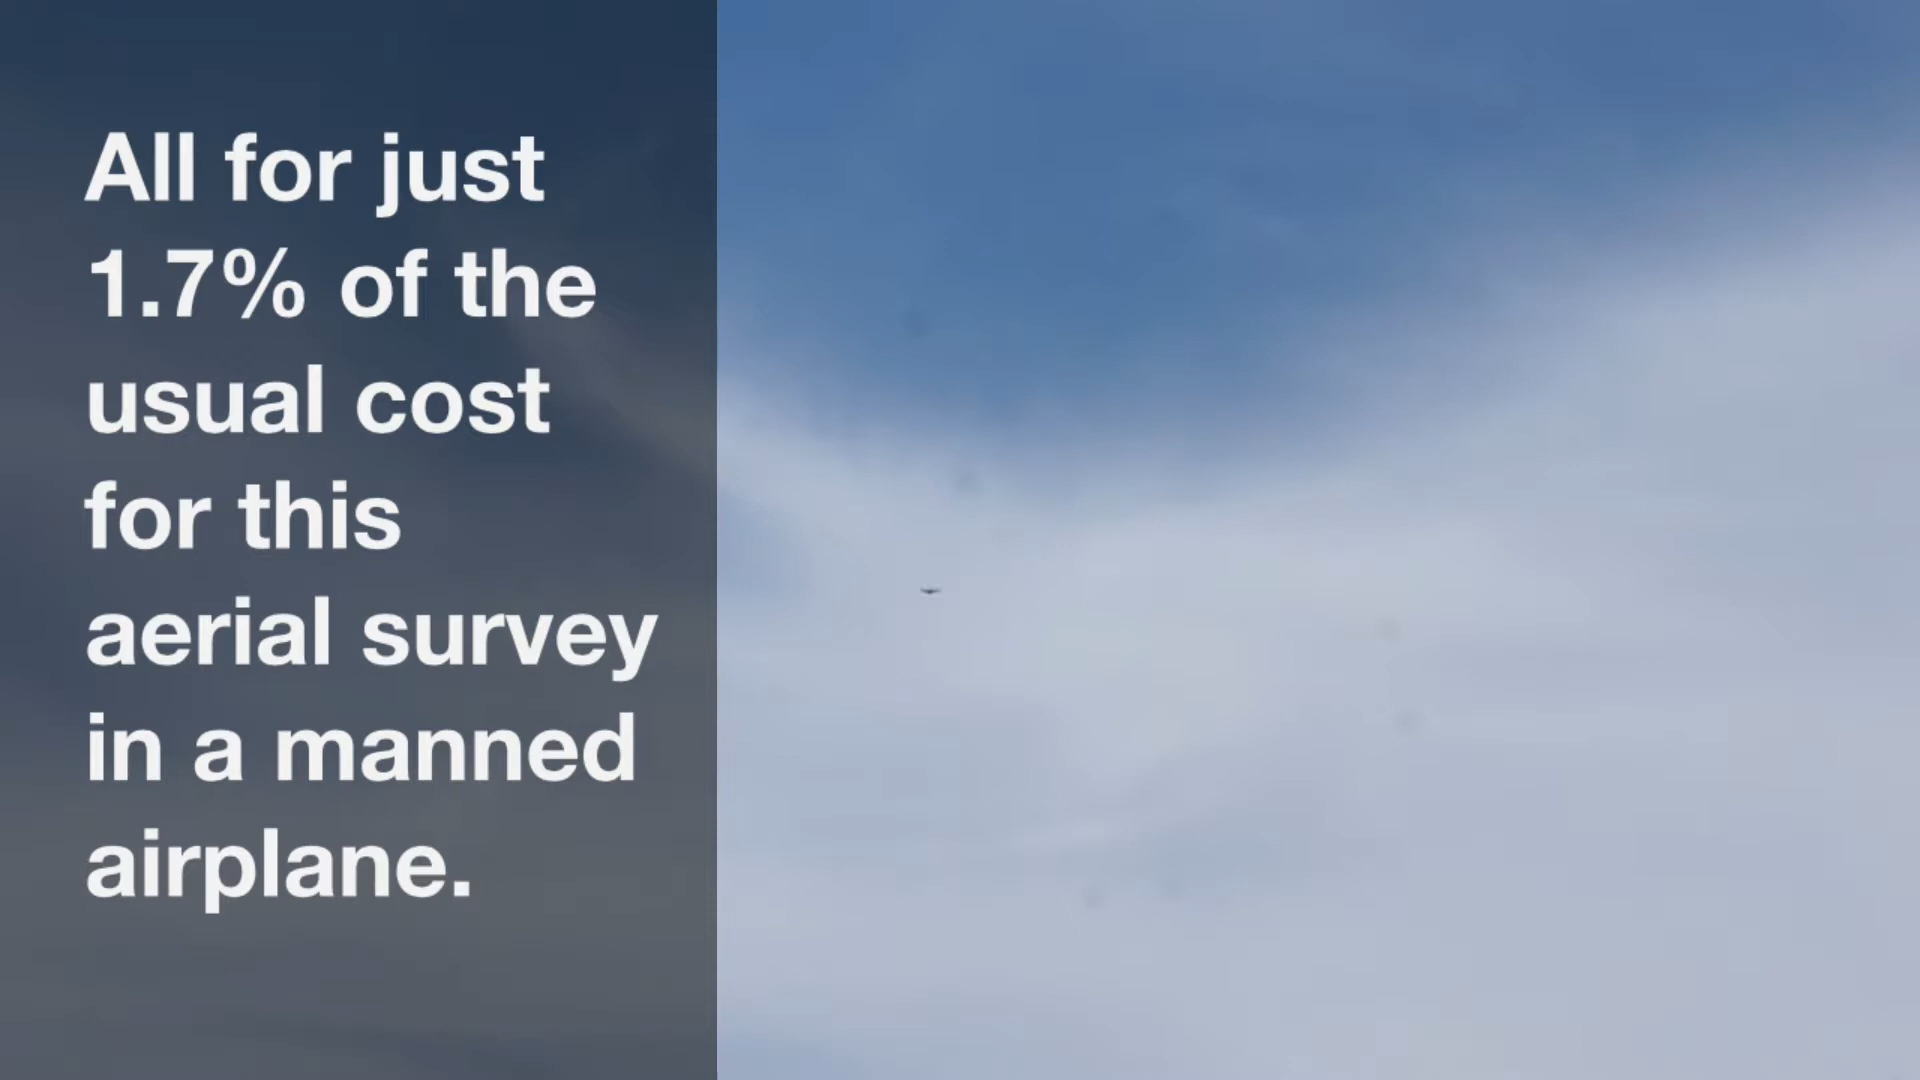 All for just
1.7% of the
usual cost
for this
aerial survey
in a manned
airplane.